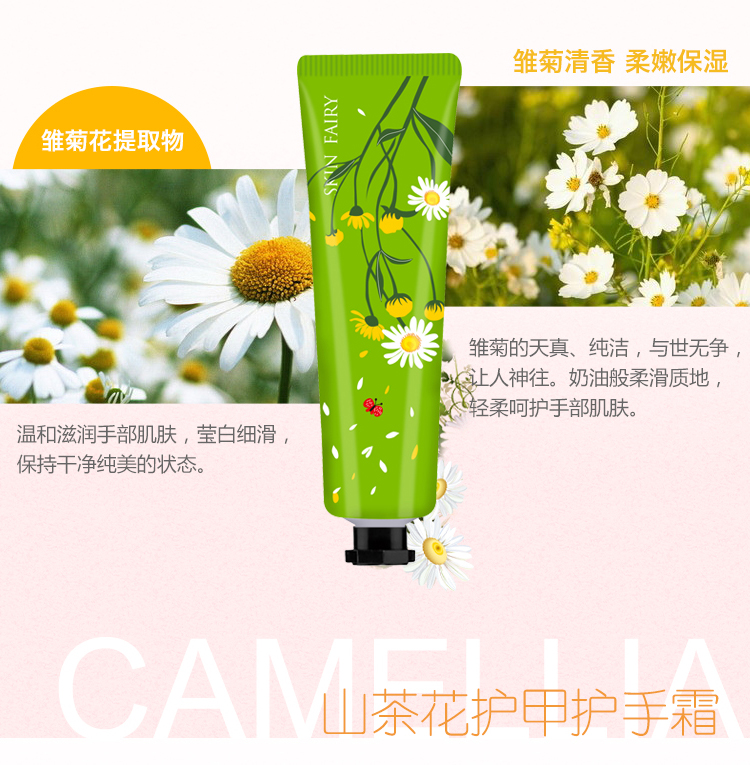 雏菊清香 柔嫩保湿
雏菊花提取物
SKIN FAIRY
雏菊的天真、纯洁，与世无争，
让人神往。奶油般柔滑质地，
轻柔呵护手部肌肤。
温和滋润手部肌肤，莹白细滑，
保持干净纯美的状态。
CAMELLIA
山茶花护甲护手霜